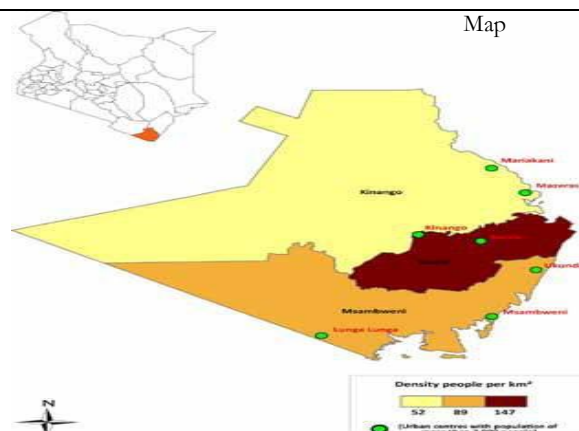 Map
Mariakani
Mazeras
Kinango
Kinango
Ukunda
Msambweni
Msambweni
Lunga Lunga
Density people per km²
52 89 147
(Urban centres with population of